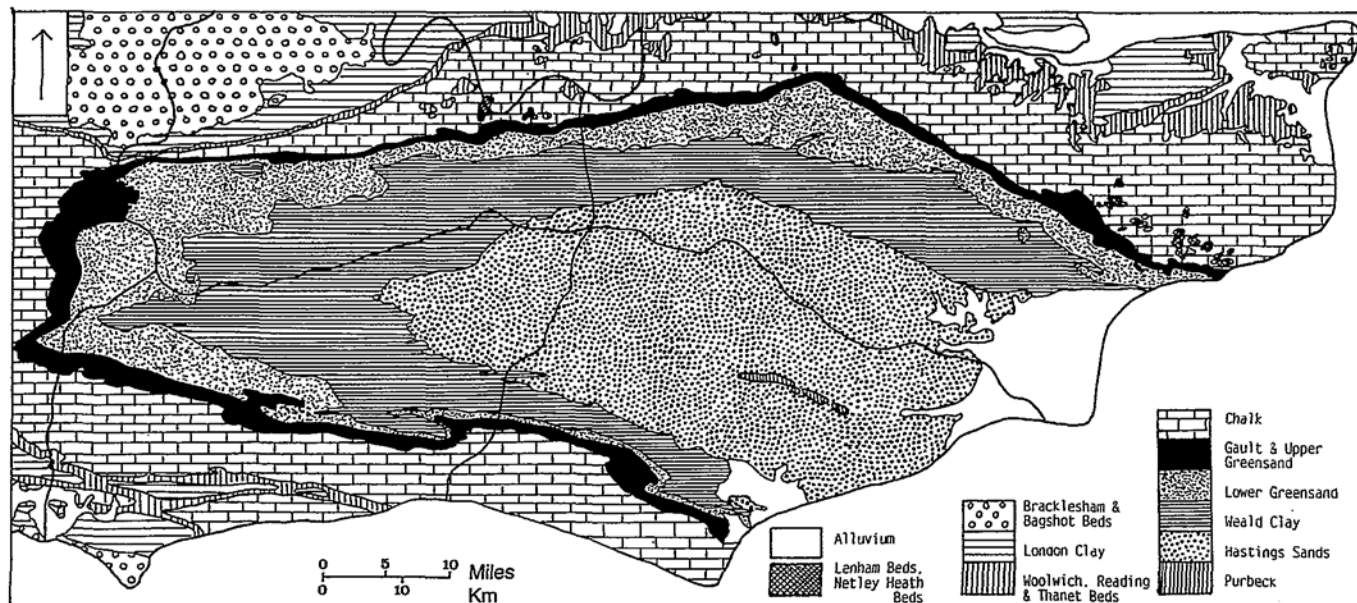 Chalk
Gault & Upper
Greensand
Lower Greensand
Weald Clay
Hastings Sands
Purbeck
Bracklesham &
Bagshot Beds
London Clay
Woolwich, Reading
& Thanet Beds
Alluvium
Lenham Beds,
Netley Heath
Beds
0 5 10 Miles
0 10 Km